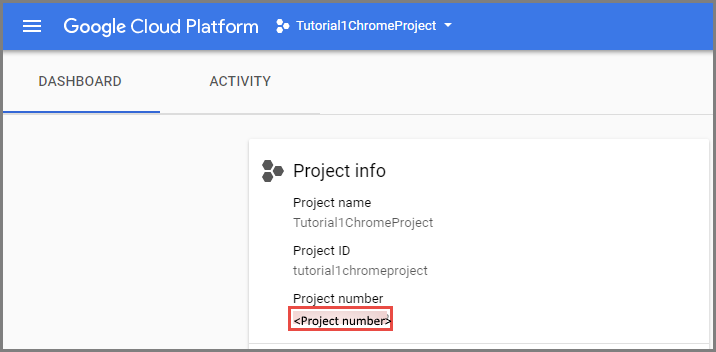 Google Cloud Platform Tutorial1ChromeProject
DASHBOARD ACTIVITY
Project info
Project name
Tutorial1ChromeProject
Project ID
tutorial1chromeproject
Project number
<Project number>